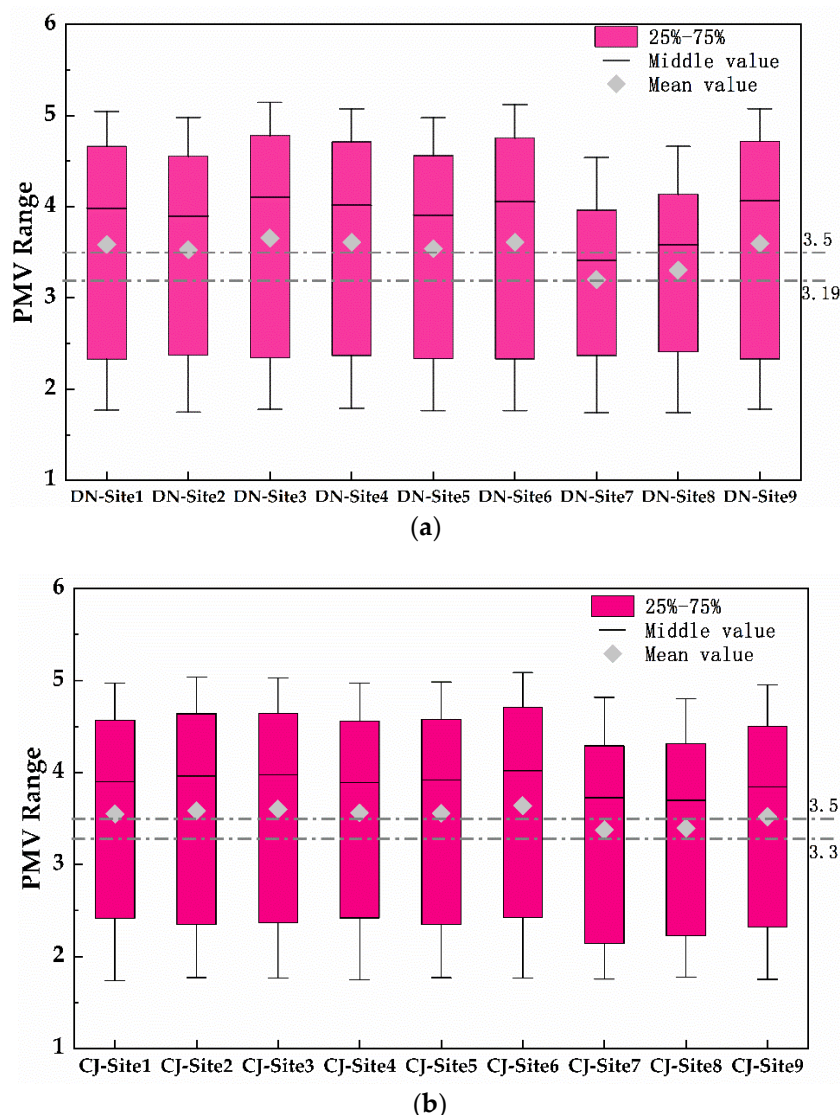 6
5
4
3
2
1
PMV Range
25%-75%
Middle value
Mean value
3.5
3.19
DN-Site1 DN-Site2 DN-Site3 DN-Site4 DN-Site5 DN-Site6 DN-Site7 DN-Site8 DN-Site9
(a)
6
5
4
3
2
1
PMV Range
25%-75%
Middle value
Mean value
3.5
3.3
CJ-Site1 CJ-Site2 CJ-Site3 CJ-Site4 CJ-Site5 CJ-Site6 CJ-Site7 CJ-Site8 CJ-Site9
(b)